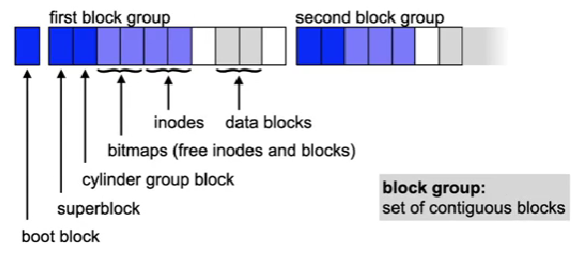 first block group
second block group
inodes
data blocks
bitmaps (free inodes and blocks)
cylinder group block
superblock
boot block
block group:
set of contiguous blocks